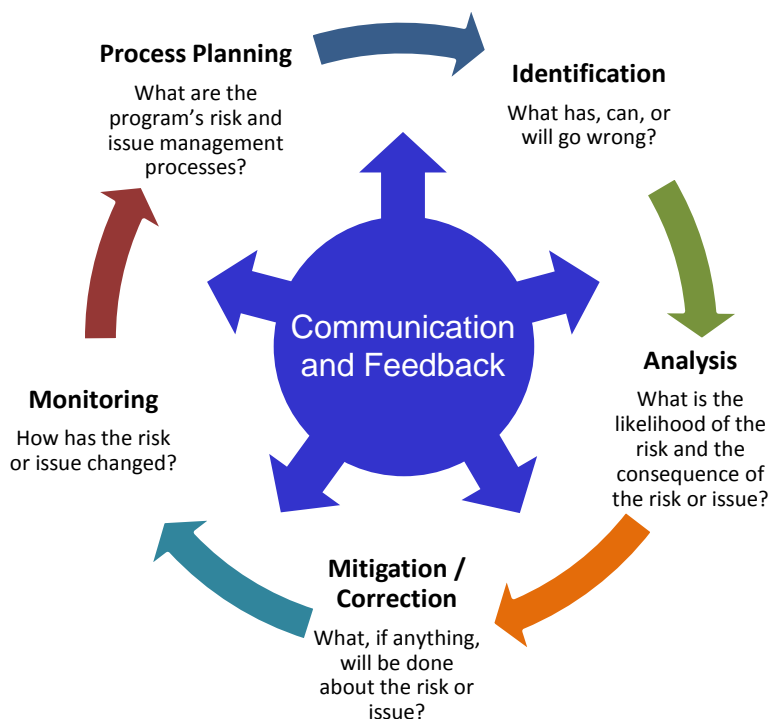 Process Planning
What are the
program's risk and
issue management
processes?
Identification
What has, can, or
will go wrong?
Communication
and Feedback
Analysis
What is the
likelihood of the
risk and the
consequence of
the risk or issue?
Monitoring
How has the risk
or issue changed?
Mitigation /
Correction
What, if anything,
will be done
about the risk or
issue?